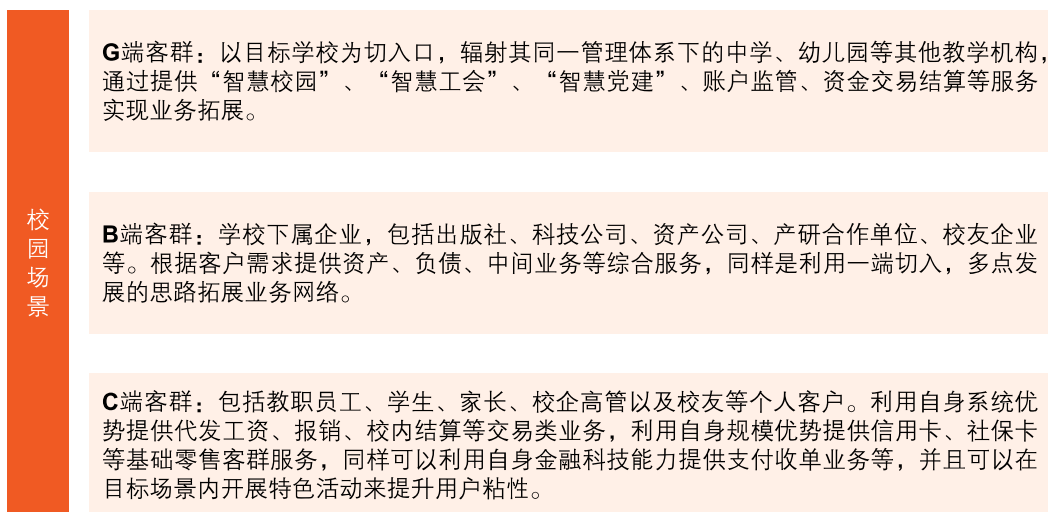 校
园
场
景
G端客群：以目标学校为切入口，辐射其同一管理体系下的中学、幼儿园等其他教学机构，
通过提供“智慧校园”、“智慧工会”、“智慧党建”、账户监管、资金交易结算等服务
实现业务拓展。
B端客群：学校下属企业，包括出版社、科技公司、资产公司、产研合作单位、校友企业
等。根据客户需求提供资产、负债、中间业务等综合服务，同样是利用一端切入，多点发
展的思路拓展业务网络。
C端客群：包括教职员工、学生、家长、校企高管以及校友等个人客户。利用自身系统优
势提供代发工资、报销、校内结算等交易类业务，利用自身规模优势提供信用卡、社保卡
等基础零售客群服务，同样可以利用自身金融科技能力提供支付收单业务等，并且可以在
目标场景内开展特色活动来提升用户粘性。